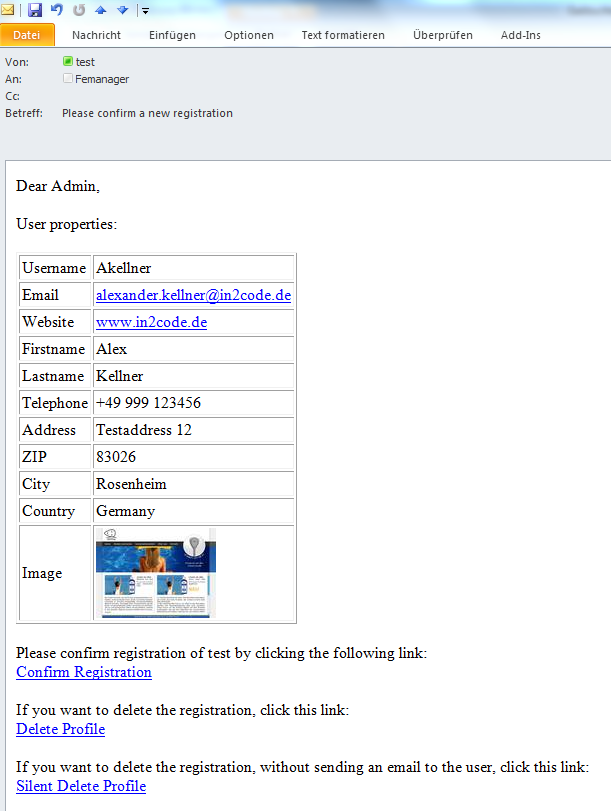 Datei Nachricht Einfügen Optionen Text formatieren Überprüfen Add-Ins
Von: test
An: Femanager
Cc:
Betreff: Please confirm a new registration
Dear Admin,
User properties:
Username Akellner
Email alexander.kellner@in2code.de
Website www.in2code.de
Firstname Alex
Lastname Kellner
Telephone +49 999 123456
Address Testaddress 12
ZIP 83026
City Rosenheim
Country Germany
Image
Please confirm registration of test by clicking the following link:
Confirm Registration
If you want to delete the registration, click this link:
Delete Profile
If you want to delete the registration, without sending an email to the user, click this link:
Silent Delete Profile